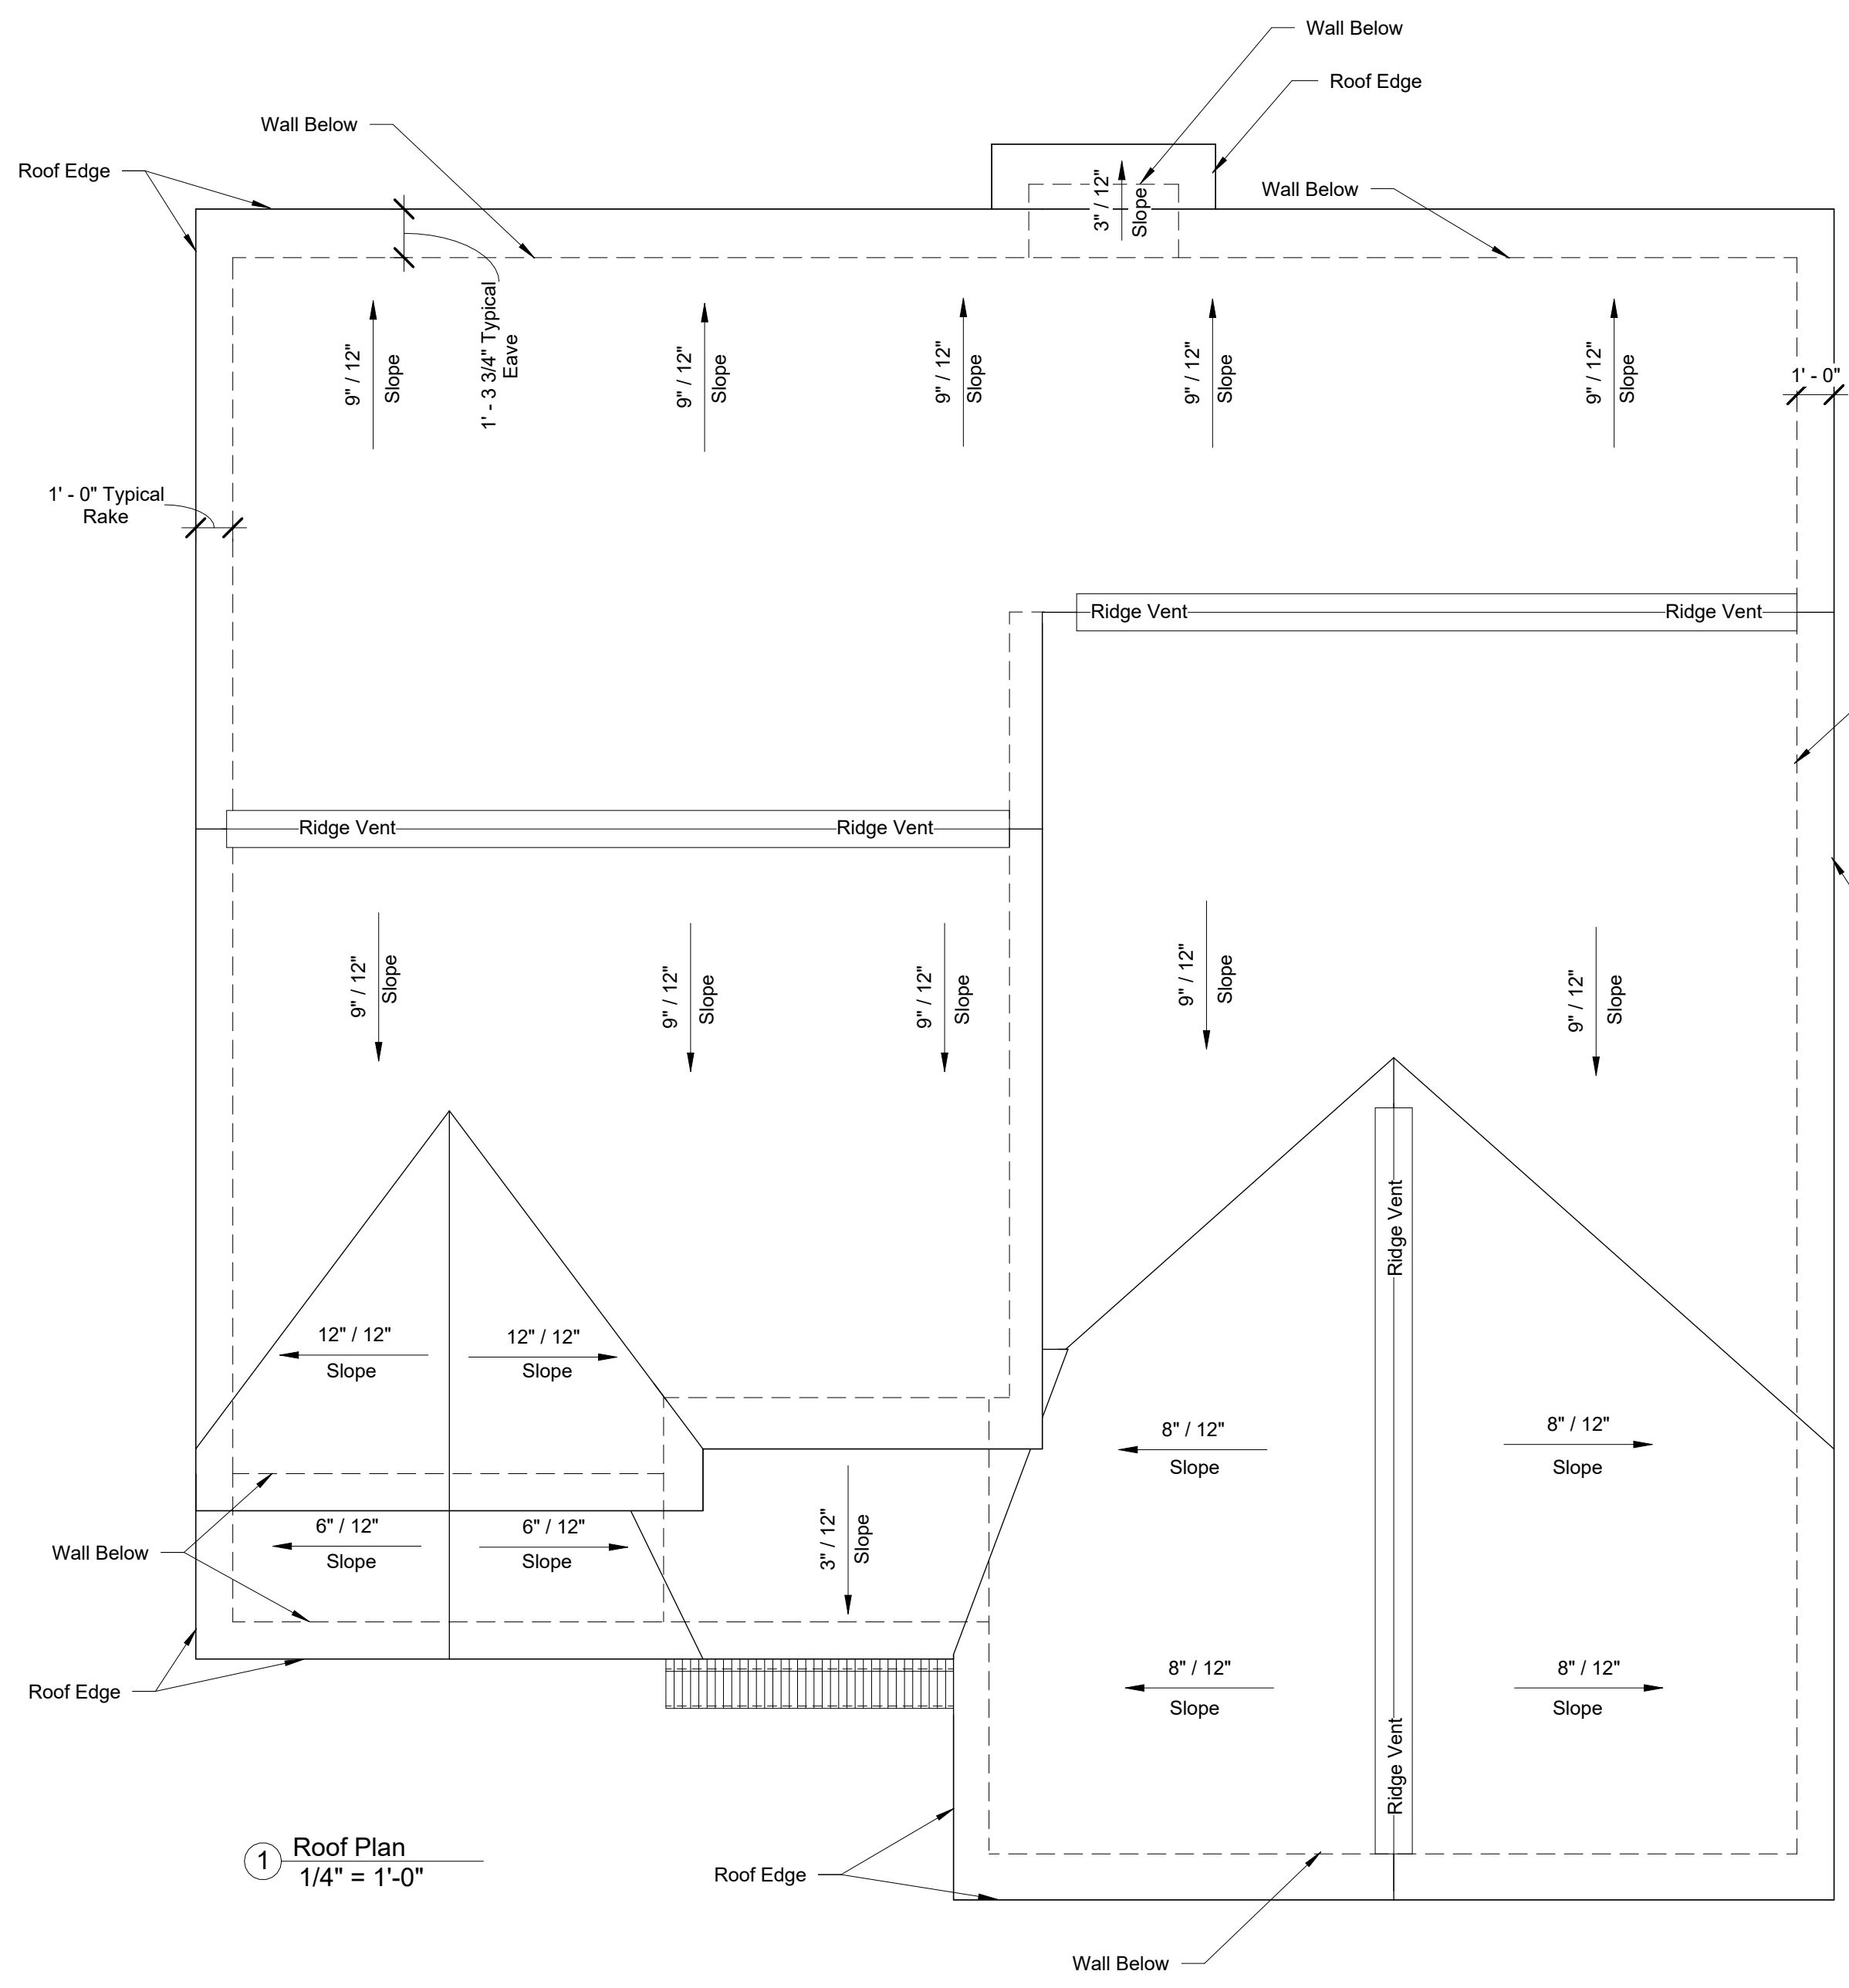 Wall Below
Roof Edge
Wall Below
Roof Edge
Wall Below
3" / 12"
Slope
1' - 3 3/4" Typical
Eave
9" / 12"
Slope
9" / 12"
Slope
9" / 12"
Slope
9" / 12"
Slope
9" / 12"
Slope
1' - 0"
1' - 0" Typical
Rake
Ridge Vent
Ridge Vent
Ridge Vent
Ridge Vent
9" / 12"
Slope
9" / 12"
Slope
9" / 12"
Slope
9" / 12"
Slope
9" / 12"
Slope
Ridge Vent
12" / 12"
Slope
12" / 12"
Slope
8" / 12"
Slope
8" / 12"
Slope
6" / 12"
Slope
6" / 12"
Slope
3" / 12"
Slope
Wall Below
Roof Edge
8" / 12"
Slope
8" / 12"
Slope
Ridge Vent
1
Roof Plan
1/4" = 1'-0"
Roof Edge
Wall Below